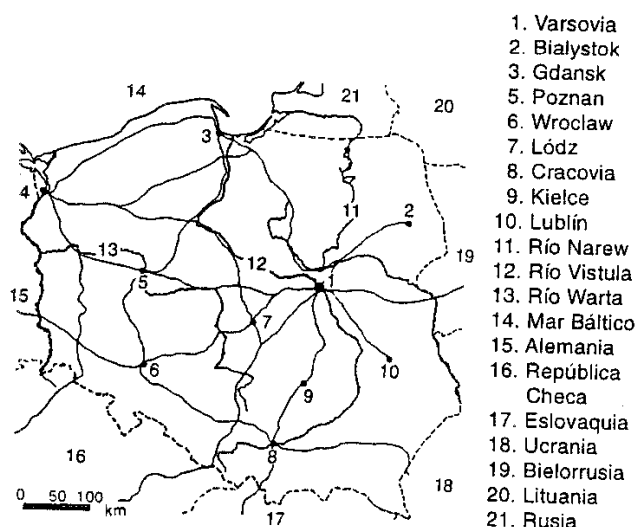 1. Varsovia
2. Bialystok
3. Gdansk
5. Poznan
6. Wroclaw
7. Lódz
8. Cracovia
9. Kielce
10. Lublín
11. Río Narew
12. Río Vistula
13. Río Warta
14. Mar Báltico
15. Alemania
16. República
Checa
17. Eslovaquia
18. Ucrania
19. Bielorrusia
20. Lituania
21. Rusia
14
21
20
3
4
2
11
13
12
19
5
1
15
7
6
10
9
16
8
18
0 50 100
km
17